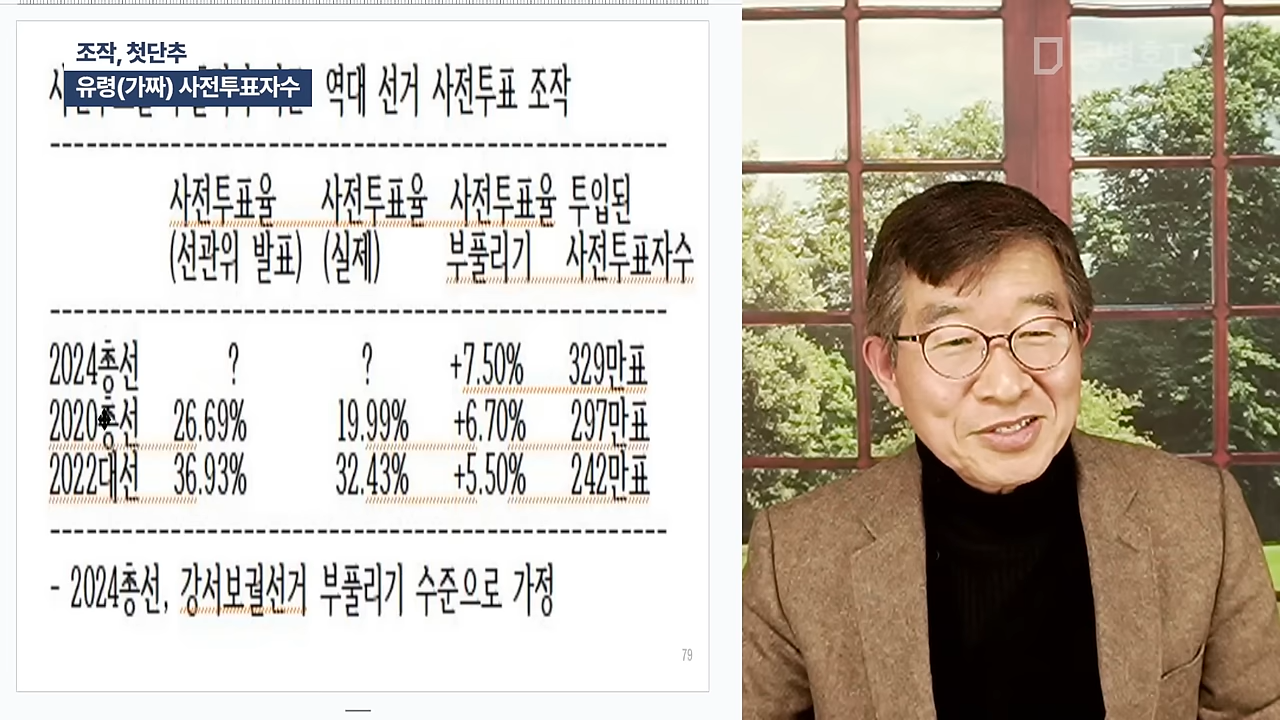 조작, 첫단추
유령(가짜) 사전투표자수
역대 선거 사전투표 조작
사전투표율 사전투표율 사전투표율 투입된
(선관위 발표) (실제) 부풀리기 사전투표자수
2024총선 ? ? +7.50% 329만표
2020총선 26.69% 19.99% +6.70% 297만표
2022대선 36.93% 32.43% +5.50% 242만표
- 2024총선, 강서보궐선거 부풀리기 수준으로 가정
79
공병호TV